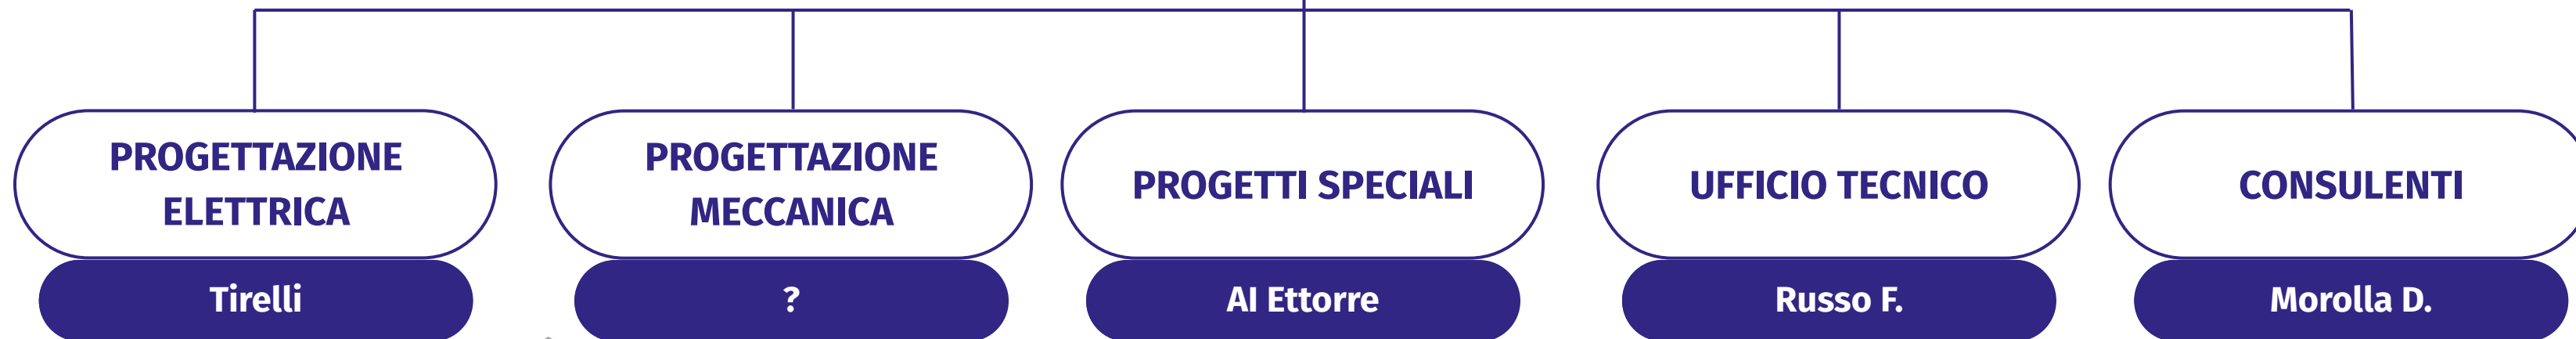 PROGETTAZIONE
ELETTRICA
Tirelli
PROGETTAZIONE
MECCANICA
?
PROGETTI SPECIALI
AI Ettorre
UFFICIO TECNICO
Russo F.
CONSULENTI
Morolla D.